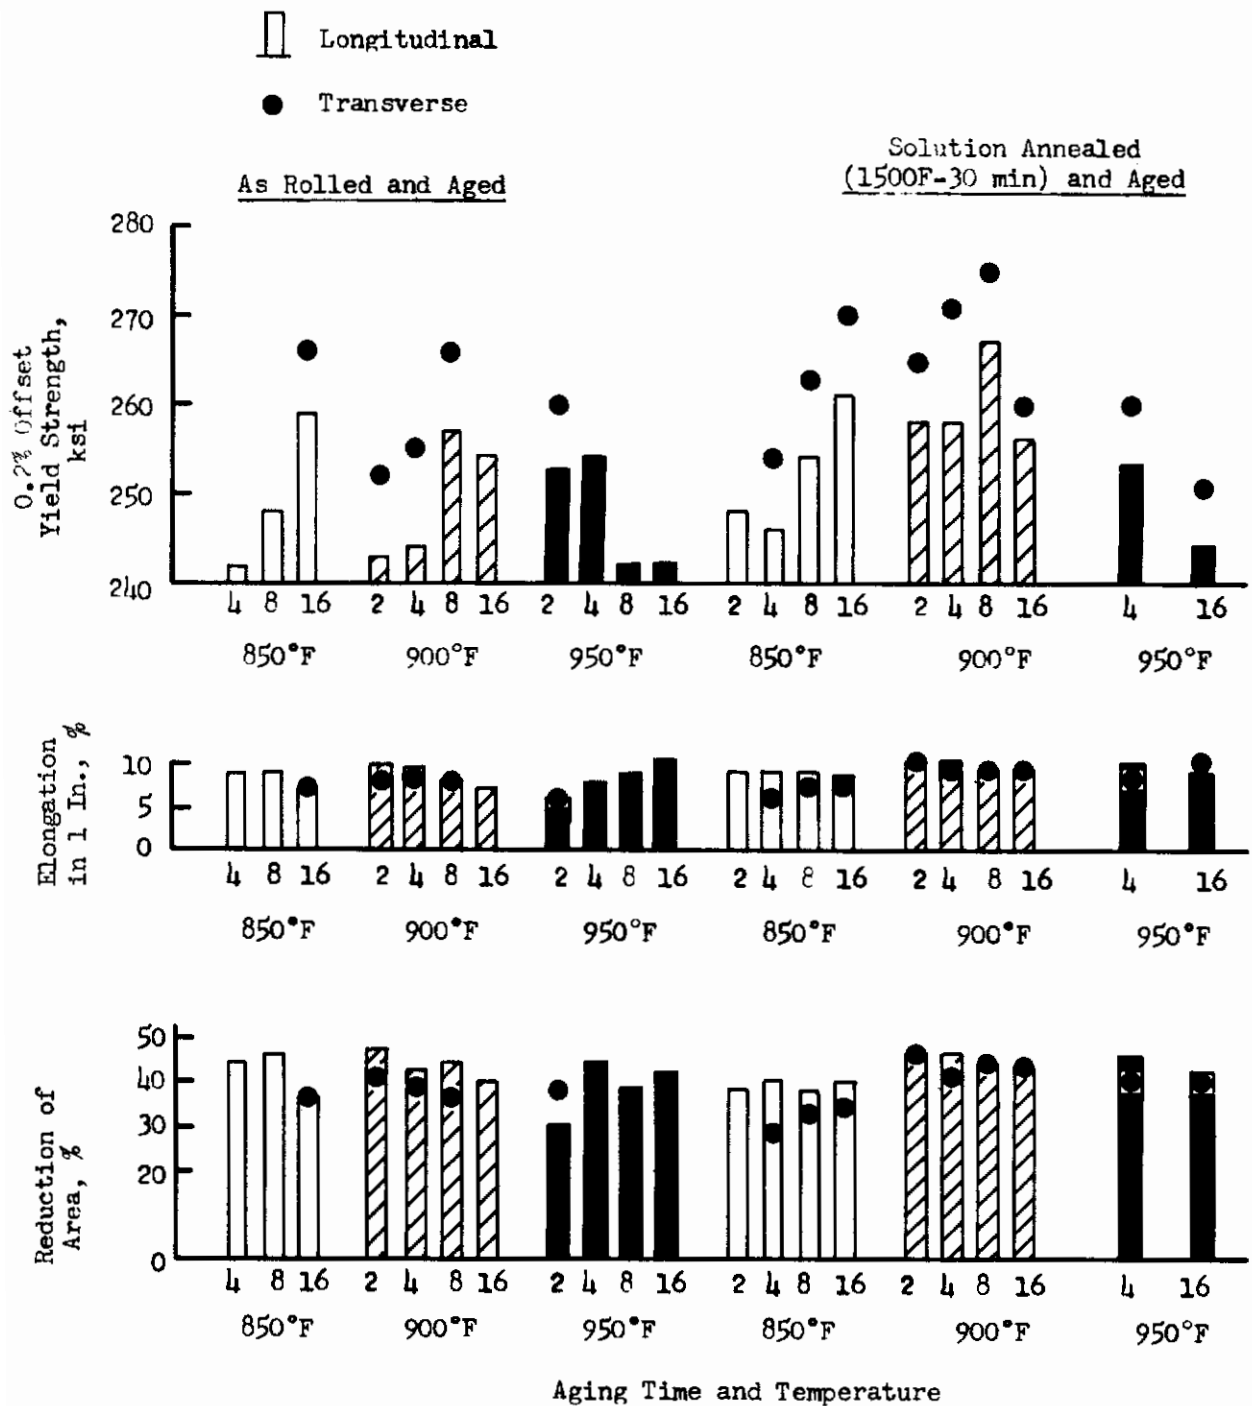 Longitudinal
Transverse
As Rolled and Aged
Solution Annealed
(1500F-30 min) and Aged
0.2% Offset
Yield Strength,
ksi
280
270
260
250
240
4 8 16 2 4 8 16 2 4 8 16 2 4 8 16 2 4 8 16 4 16
850°F 900°F 950°F 850°F 900°F 950°F
Elongation
in 1 In., %
10
5
0
4 8 16 2 4 8 16 2 4 8 16 2 4 8 16 2 4 8 16 4 16
850°F 900°F 950°F 850°F 900°F 950°F
Reduction of
Area, %
50
40
30
20
0
4 8 16 2 4 8 16 2 4 8 16 2 4 8 16 2 4 8 16 4 16
850°F 900°F 950°F 850°F 900°F 950°F
Aging Time and Temperature